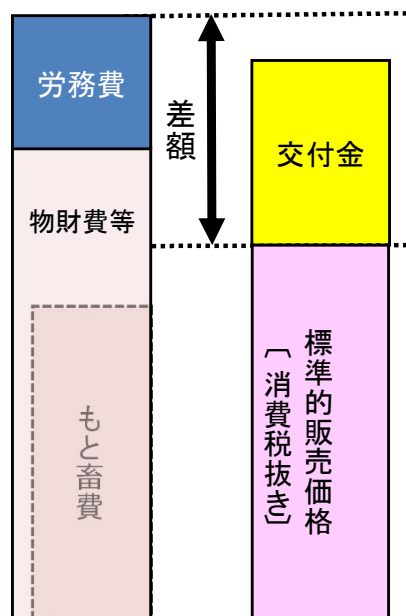 労務費
物財費等
もと畜費
差額
交付金
標準的販売価格
〔消費税抜き〕